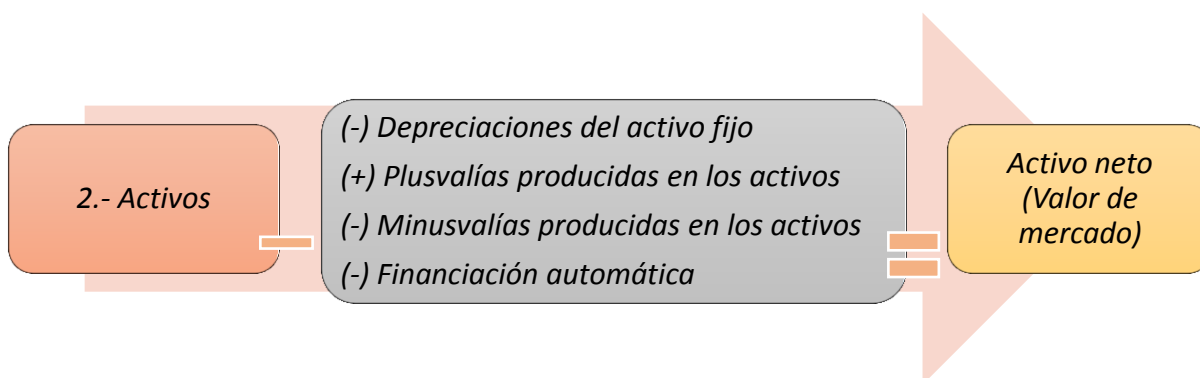 2.- Activos
(-) Depreciaciones del activo fijo
(+) Plusvalías producidas en los activos
(-) Minusvalías producidas en los activos
(-) Financiación automática
Activo neto
(Valor de
mercado)